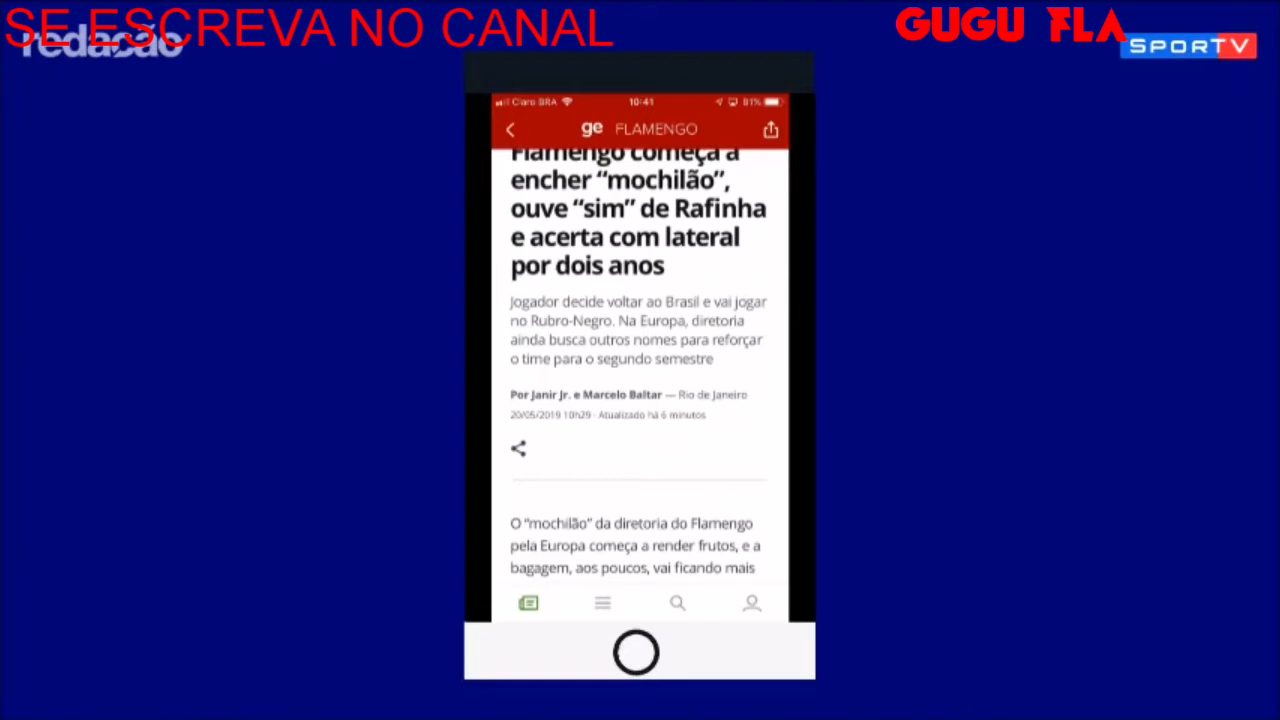 SE ESCREVA NO CANAL
GUGU FLA
redação
SPORTV
Claro BRA
10:41
81%
ge FLAMENGO
Flamengo começa a
encher “mochilão”,
ouve “sim” de Rafinha
e acerta com lateral
por dois anos
Jogador decide voltar ao Brasil e vai jogar
no Rubro-Negro. Na Europa, diretoria
ainda busca outros nomes para reforçar
o time para o segundo semestre
Por Janir Jr. e Marcelo Baltar — Rio de Janeiro
20/05/2019 10h29 · Atualizado há 6 minutos
O “mochilão” da diretoria do Flamengo
pela Europa começa a render frutos, e a
bagagem, aos poucos, vai ficando mais